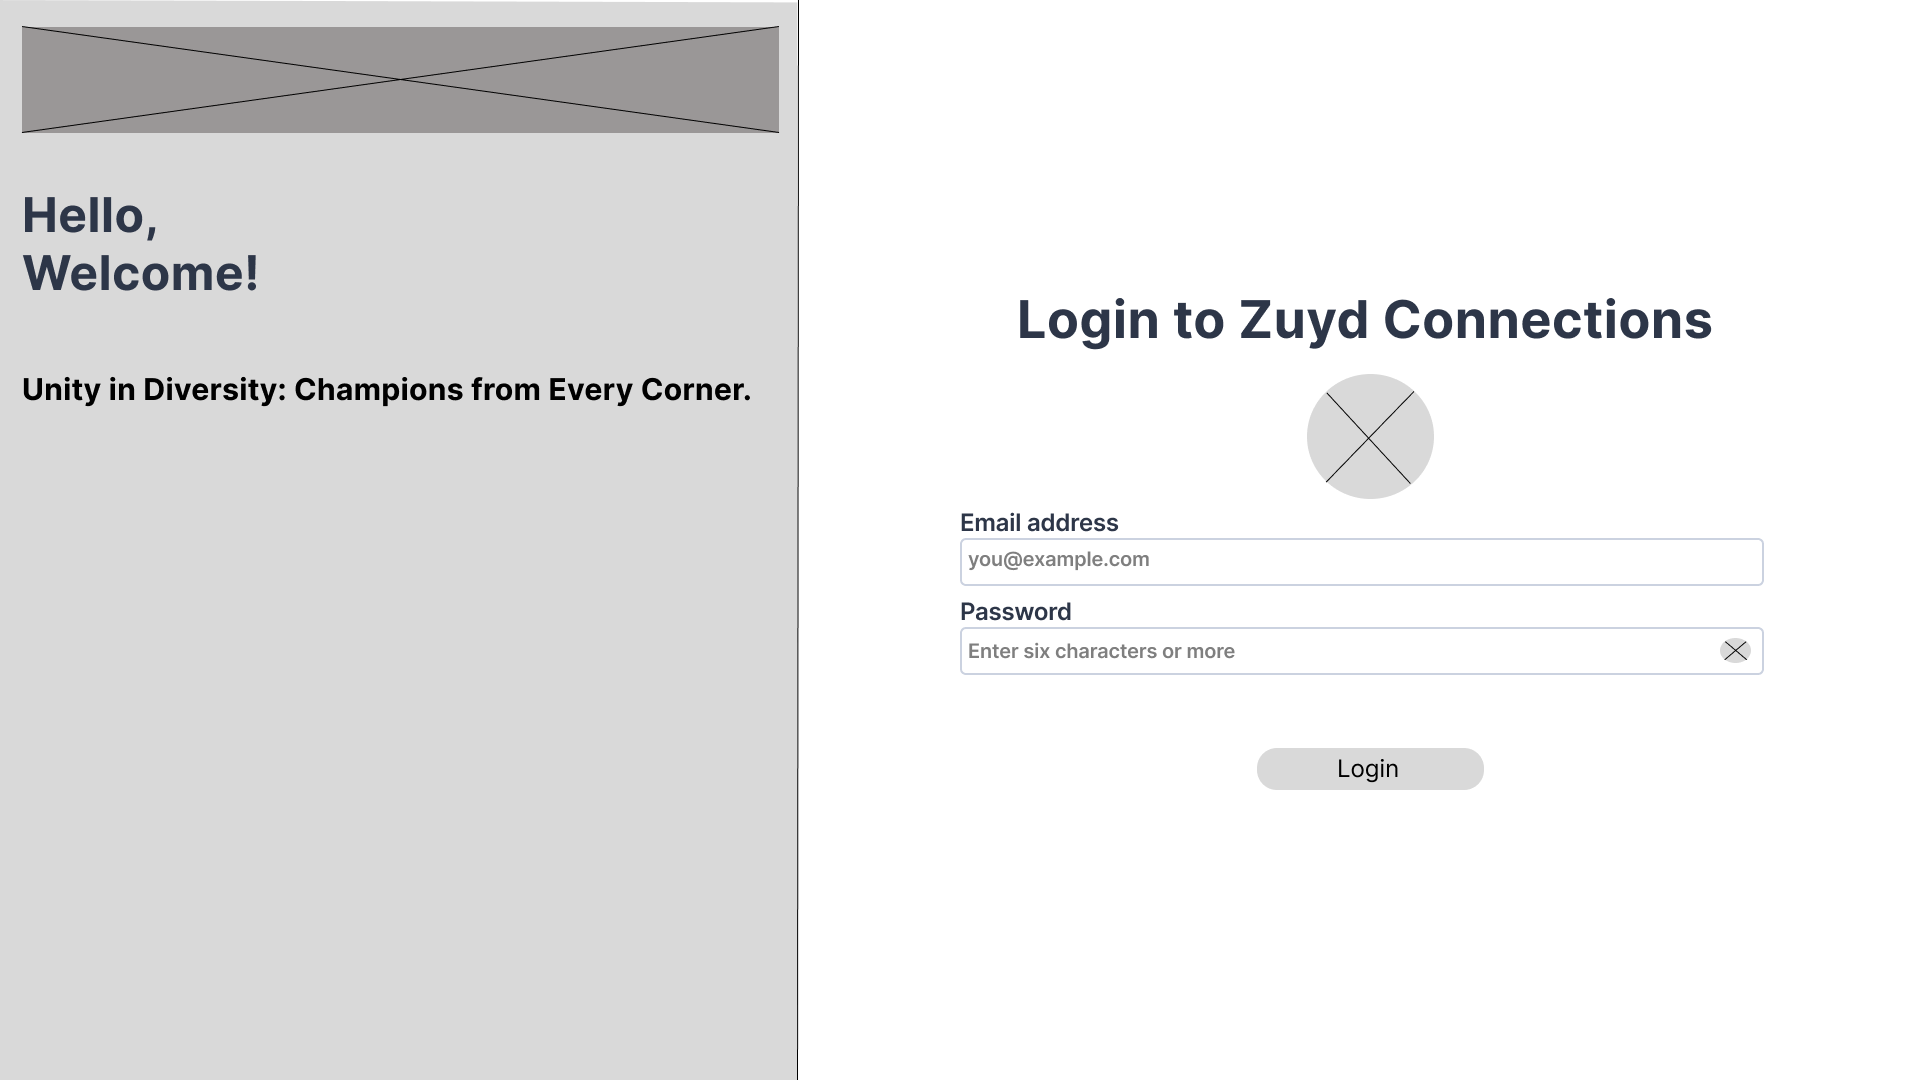 Hello,
Welcome!
Unity in Diversity: Champions from Every Corner.
Login to Zuyd Connections
Email address
you@example.com
Password
Enter six characters or more
Login